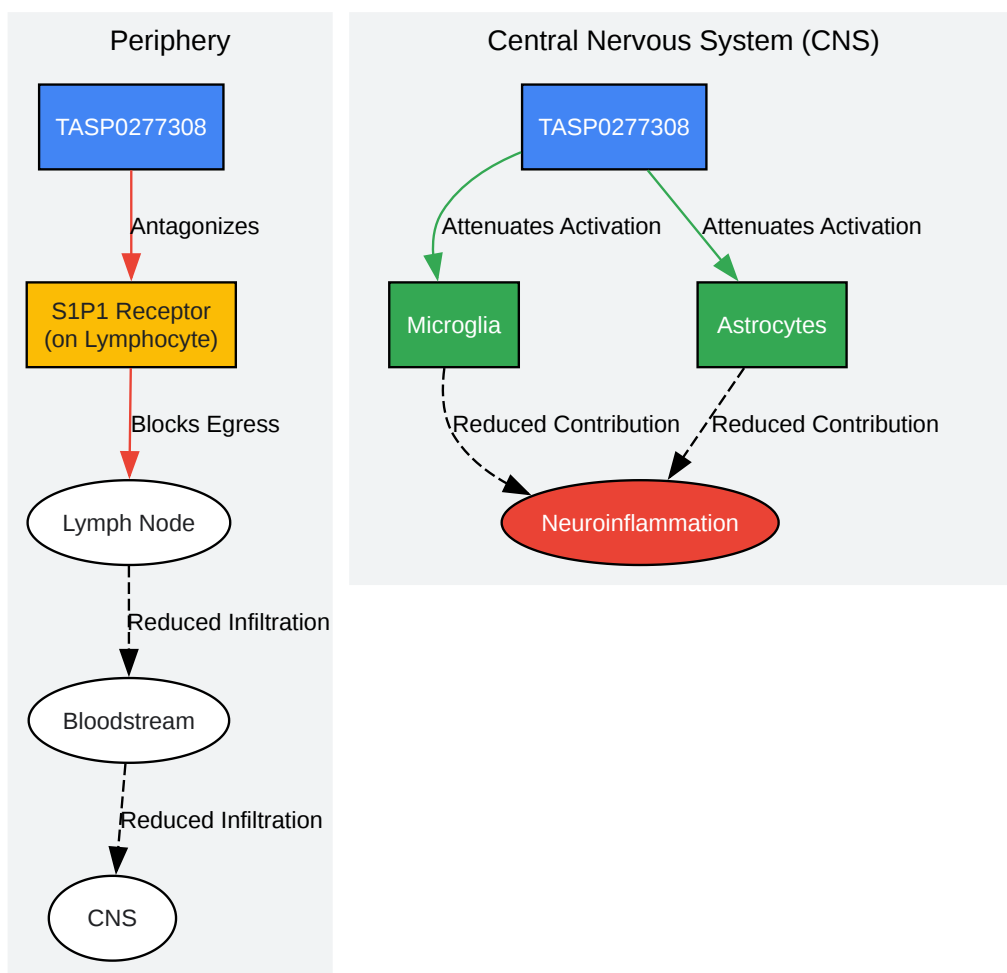 Periphery
TASP0277308
Antagonizes
S1P1 Receptor
(on Lymphocyte)
Blocks Egress
Lymph Node
Reduced Infiltration
Bloodstream
Reduced Infiltration
CNS
Central Nervous System (CNS)
TASP0277308
Attenuates Activation
Attenuates Activation
Microglia
Astrocytes
Reduced Contribution
Reduced Contribution
Neuroinflammation